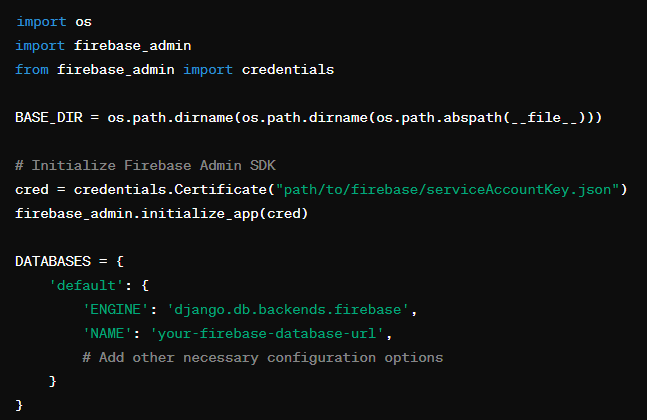 import os
import firebase_admin
from firebase_admin import credentials

BASE_DIR = os.path.dirname(os.path.dirname(os.path.abspath(__file__)))

# Initialize Firebase Admin SDK
cred = credentials.Certificate("path/to/firebase/serviceAccountKey.json")
firebase_admin.initialize_app(cred)

DATABASES = {
    'default': {
        'ENGINE': 'django.db.backends.firebase',
        'NAME': 'your-firebase-database-url',
        # Add other necessary configuration options
    }
}